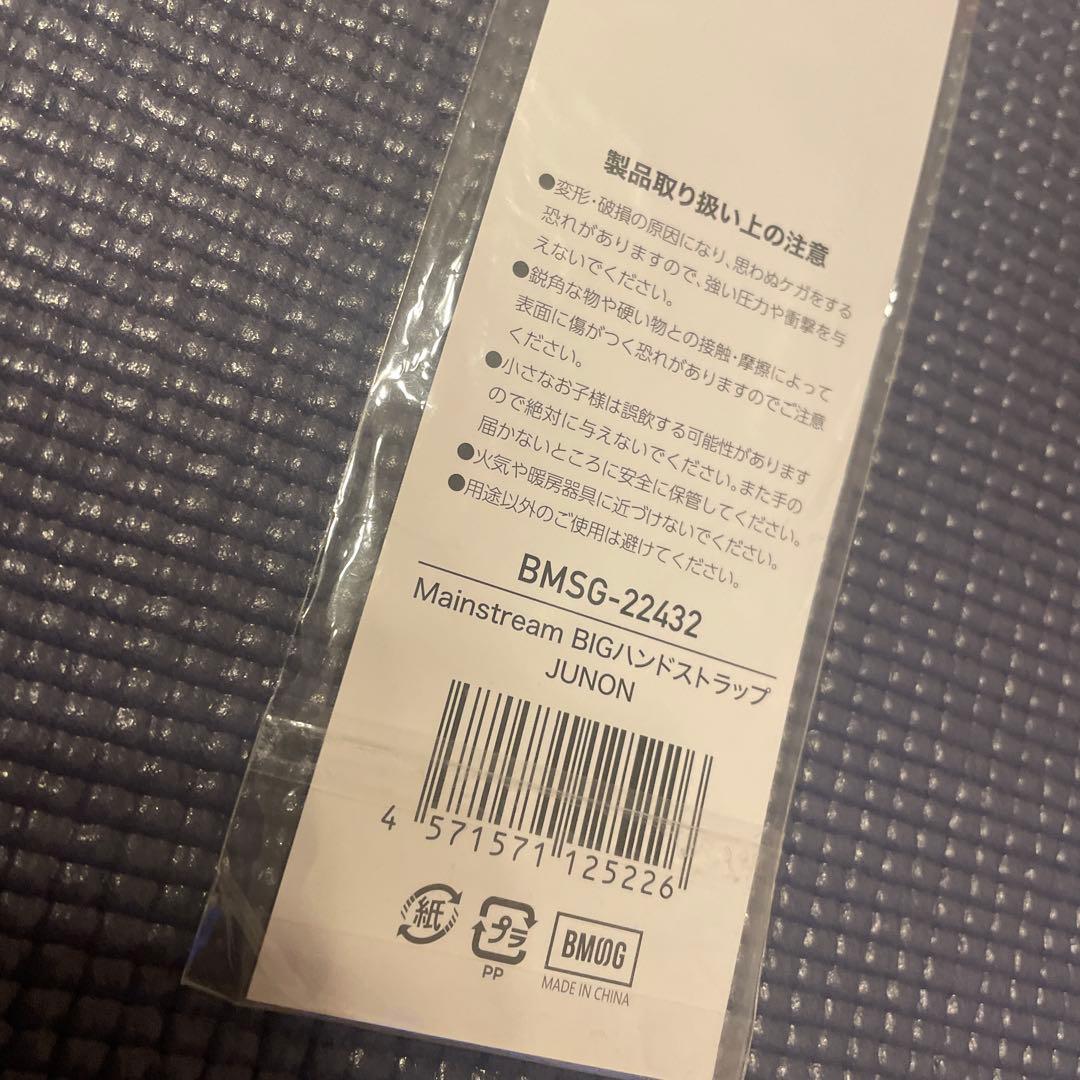 製品取り扱い上の注意
●変形・破損の原因になり、思わぬケガをする
恐れがありますので、強い圧力や衝撃を与
えないでください。
●鋭角な物や硬い物との接触・摩擦によって
表面に傷がつく恐れがありますのでご注意
ください。
●小さなお子様は誤飲する可能性があります
ので絶対に与えないでください。また手の
届かないところに安全に保管してください。
●火気や暖房器具に近づけないでください。
●用途以外のご使用は避けてください。
BMSG-22432
Mainstream BIGハンドストラップ
JUNON
4 571571 125226
紙
プラ
PP
BMSG
MADE IN CHINA